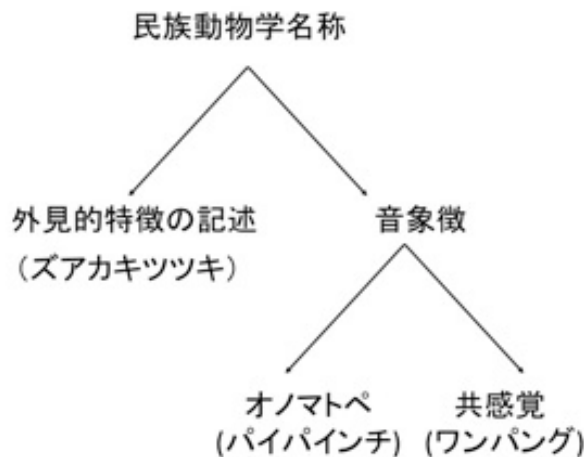 民族動物学名称
外見的特徴の記述
(ズアカキツツキ)
音象徴
オノマトペ
(パイパインチ)
共感覚
(ワンパング)